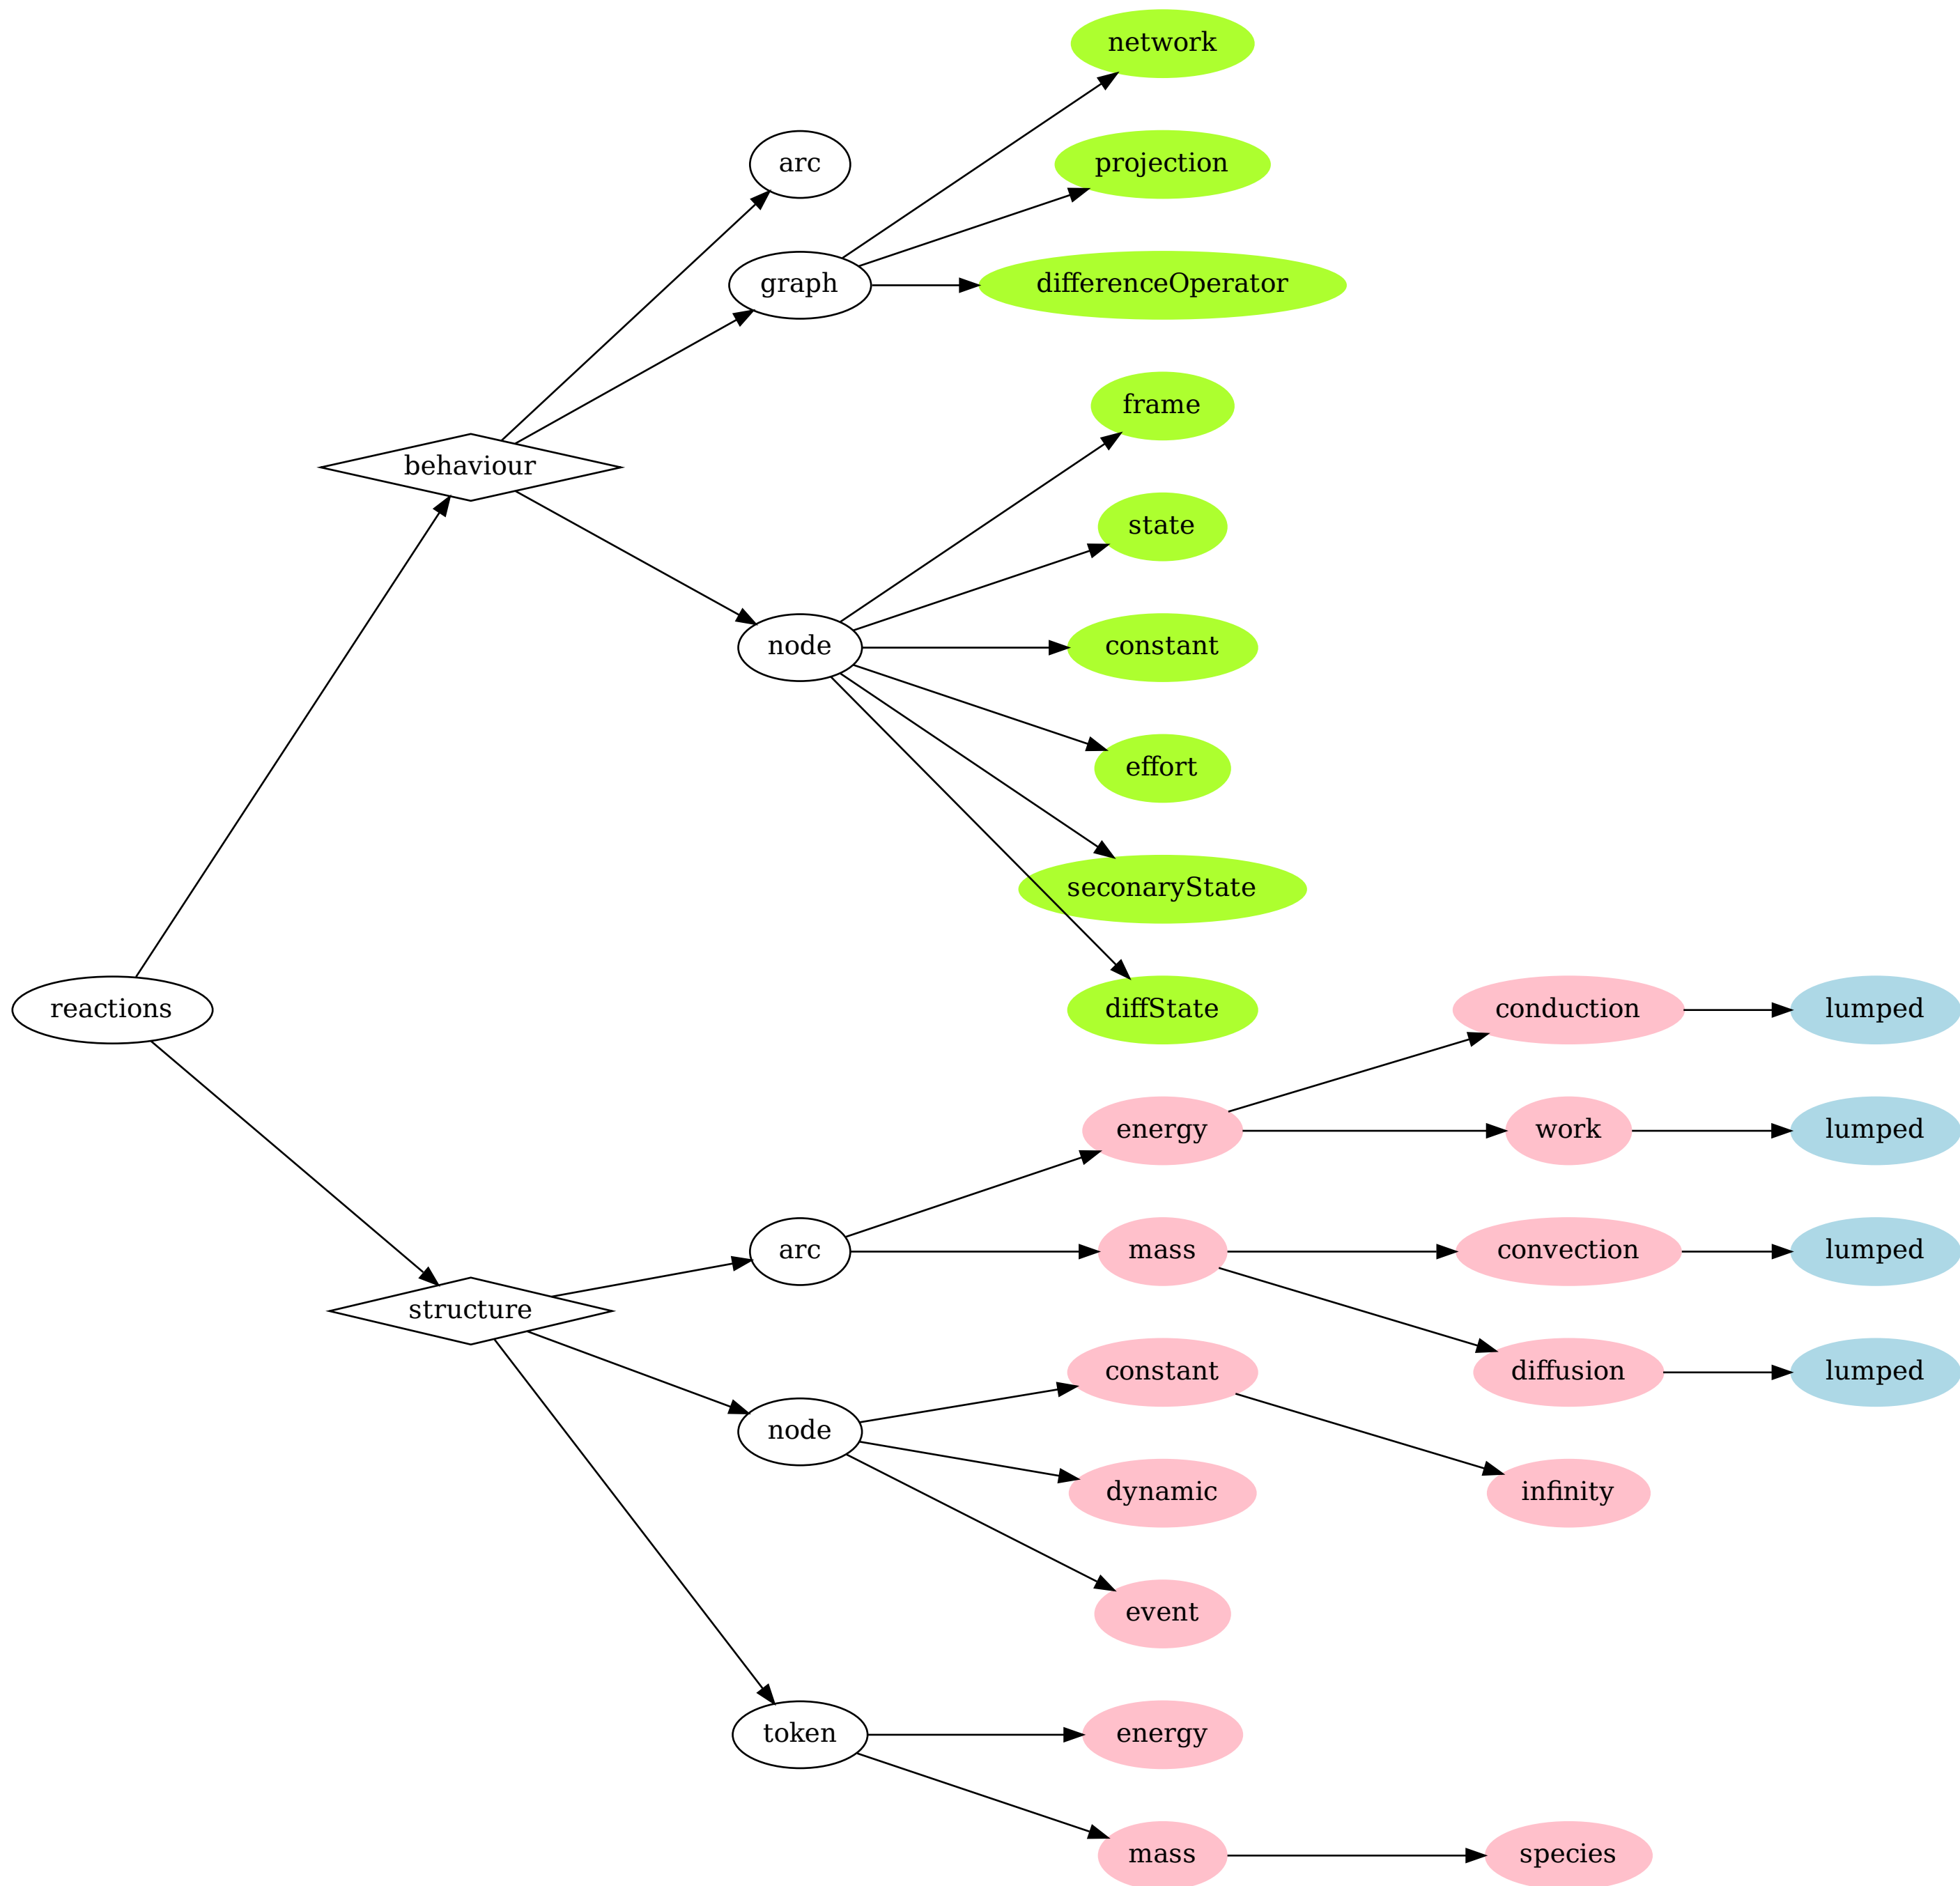 network
arc
projection
graph
differenceOperator
frame
behaviour
state
node
constant
effort
seconaryState
reactions
diffState
conduction
lumped
energy
work
lumped
arc
mass
convection
lumped
structure
constant
diffusion
lumped
node
dynamic
infinity
event
token
energy
mass
species